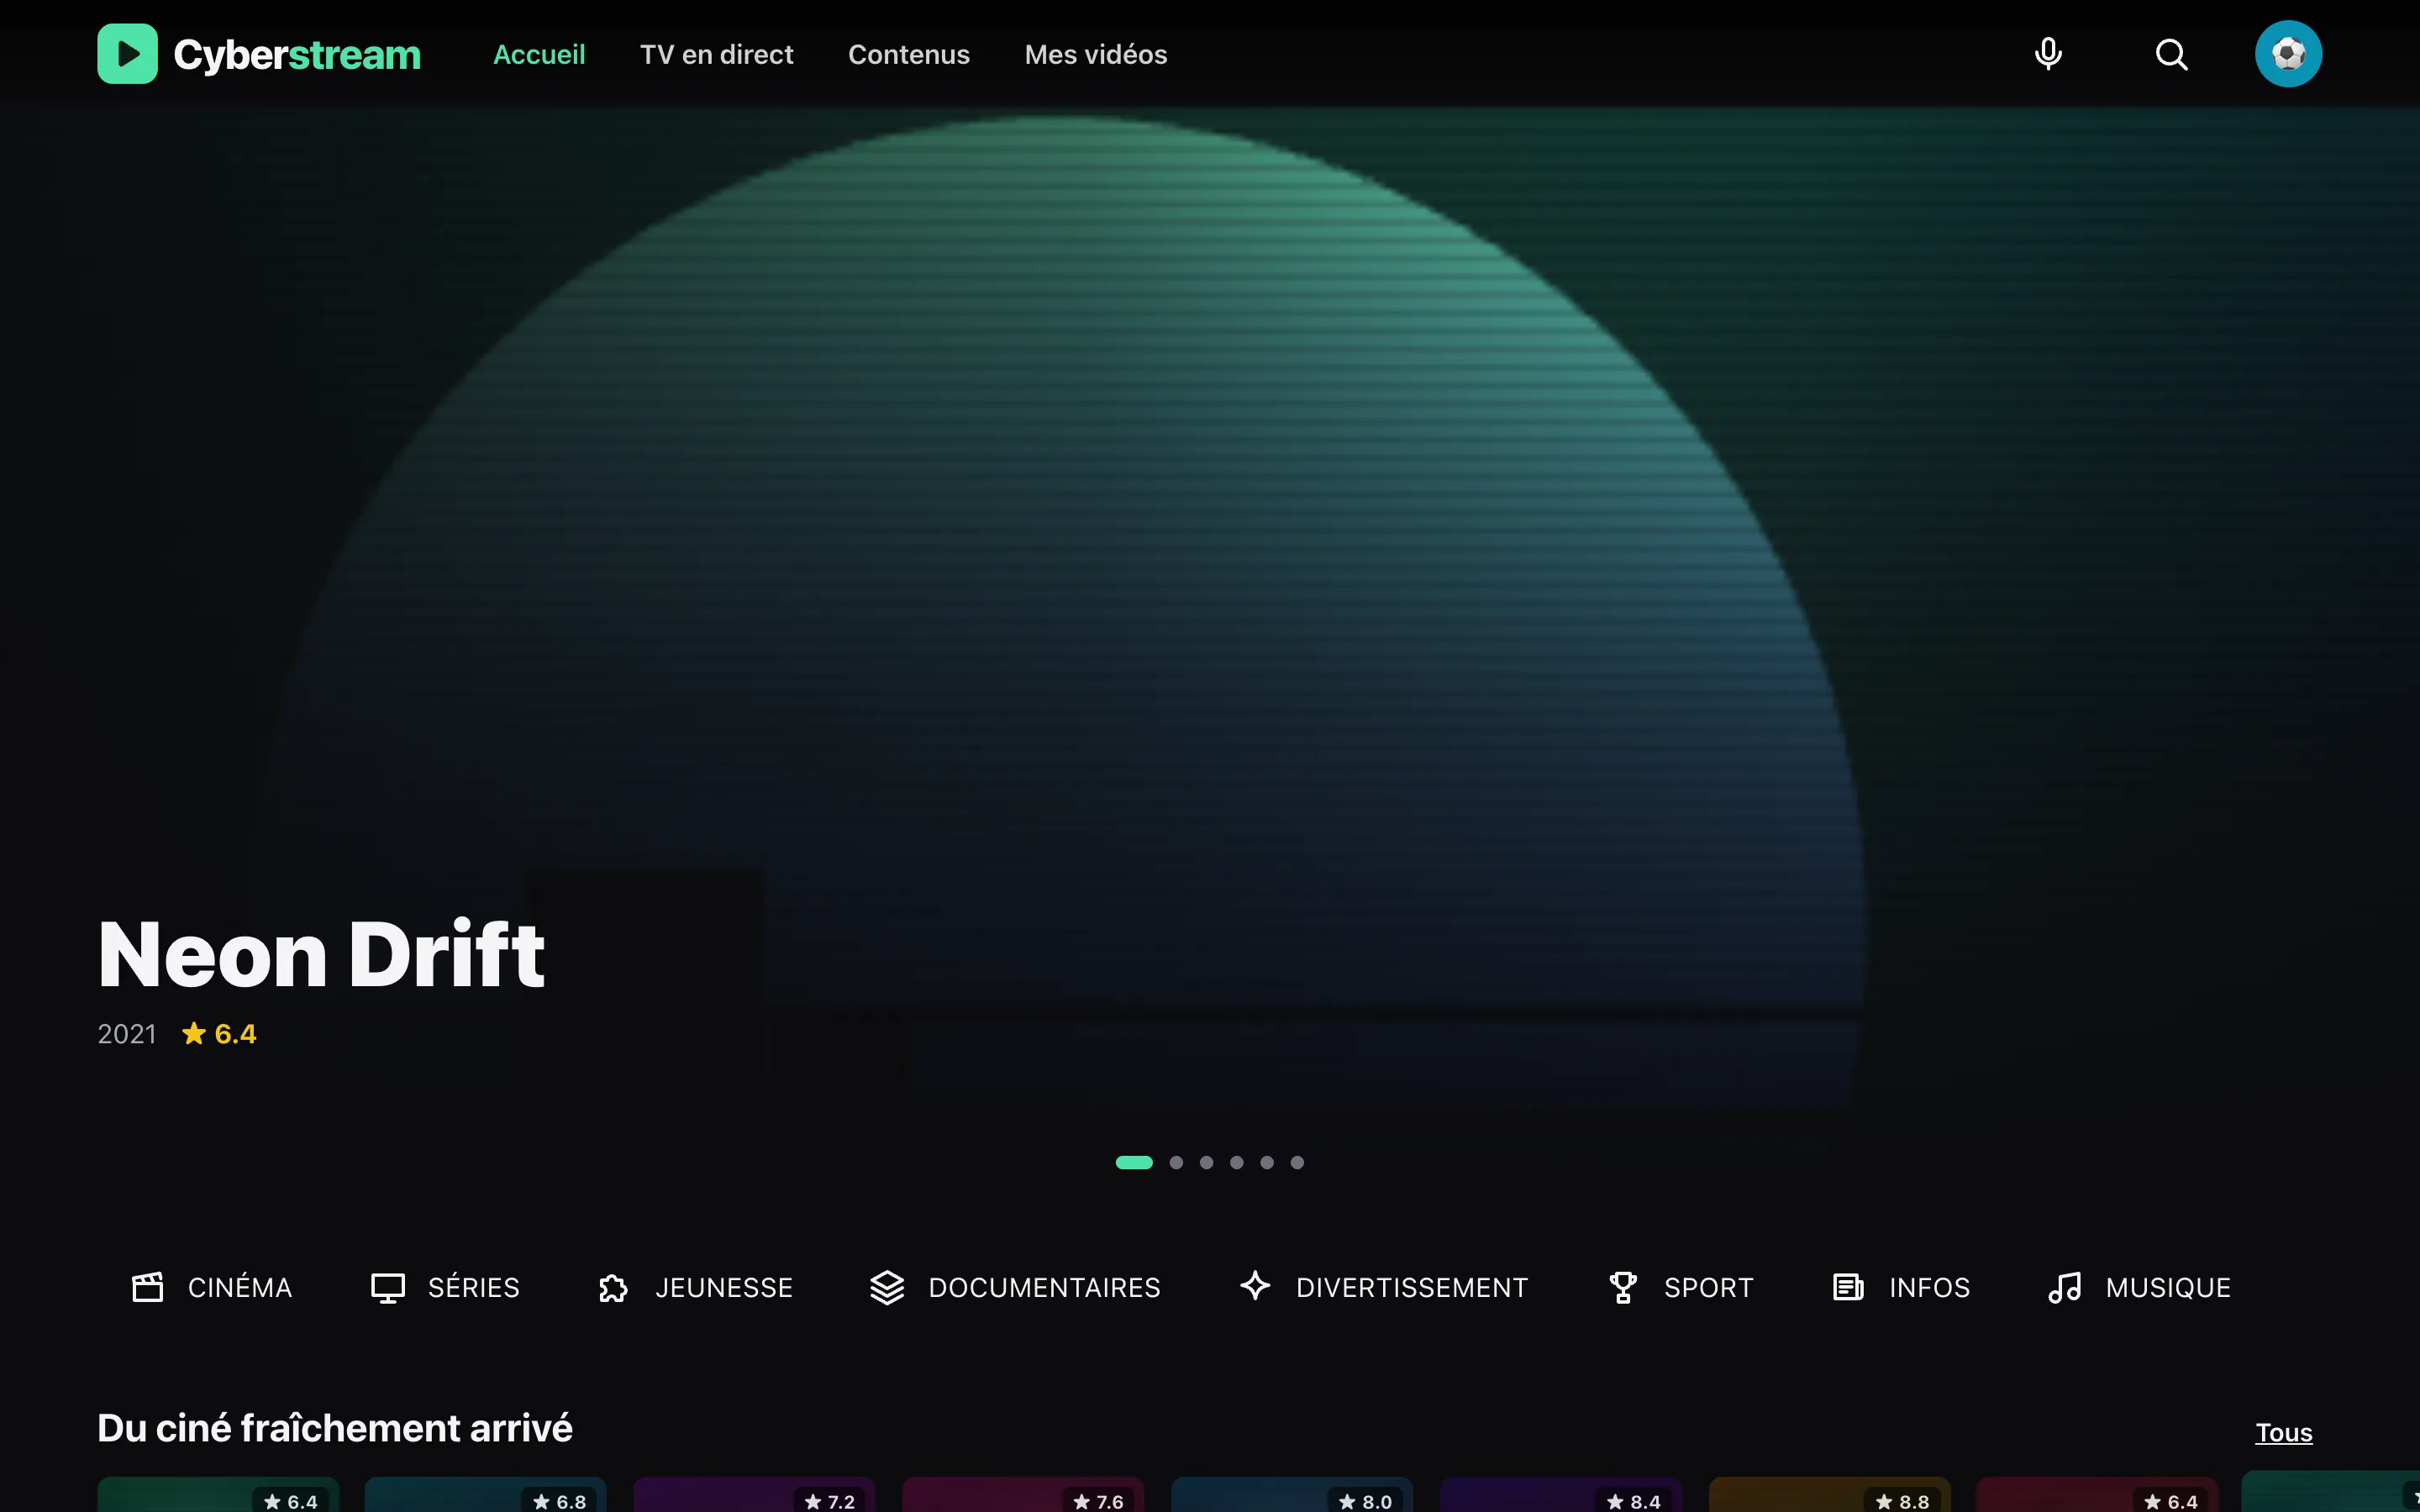 Cyberstream Accueil TV en direct Contenus Mes vidéos
Neon Drift
2021 6.4
CINÉMA SÉRIES JEUNESSE DOCUMENTAIRES DIVERTISSEMENT SPORT INFOS MUSIQUE
Du ciné fraîchement arrivé Tous
6.4 6.8 7.2 7.6 8.0 8.4 8.8 6.4